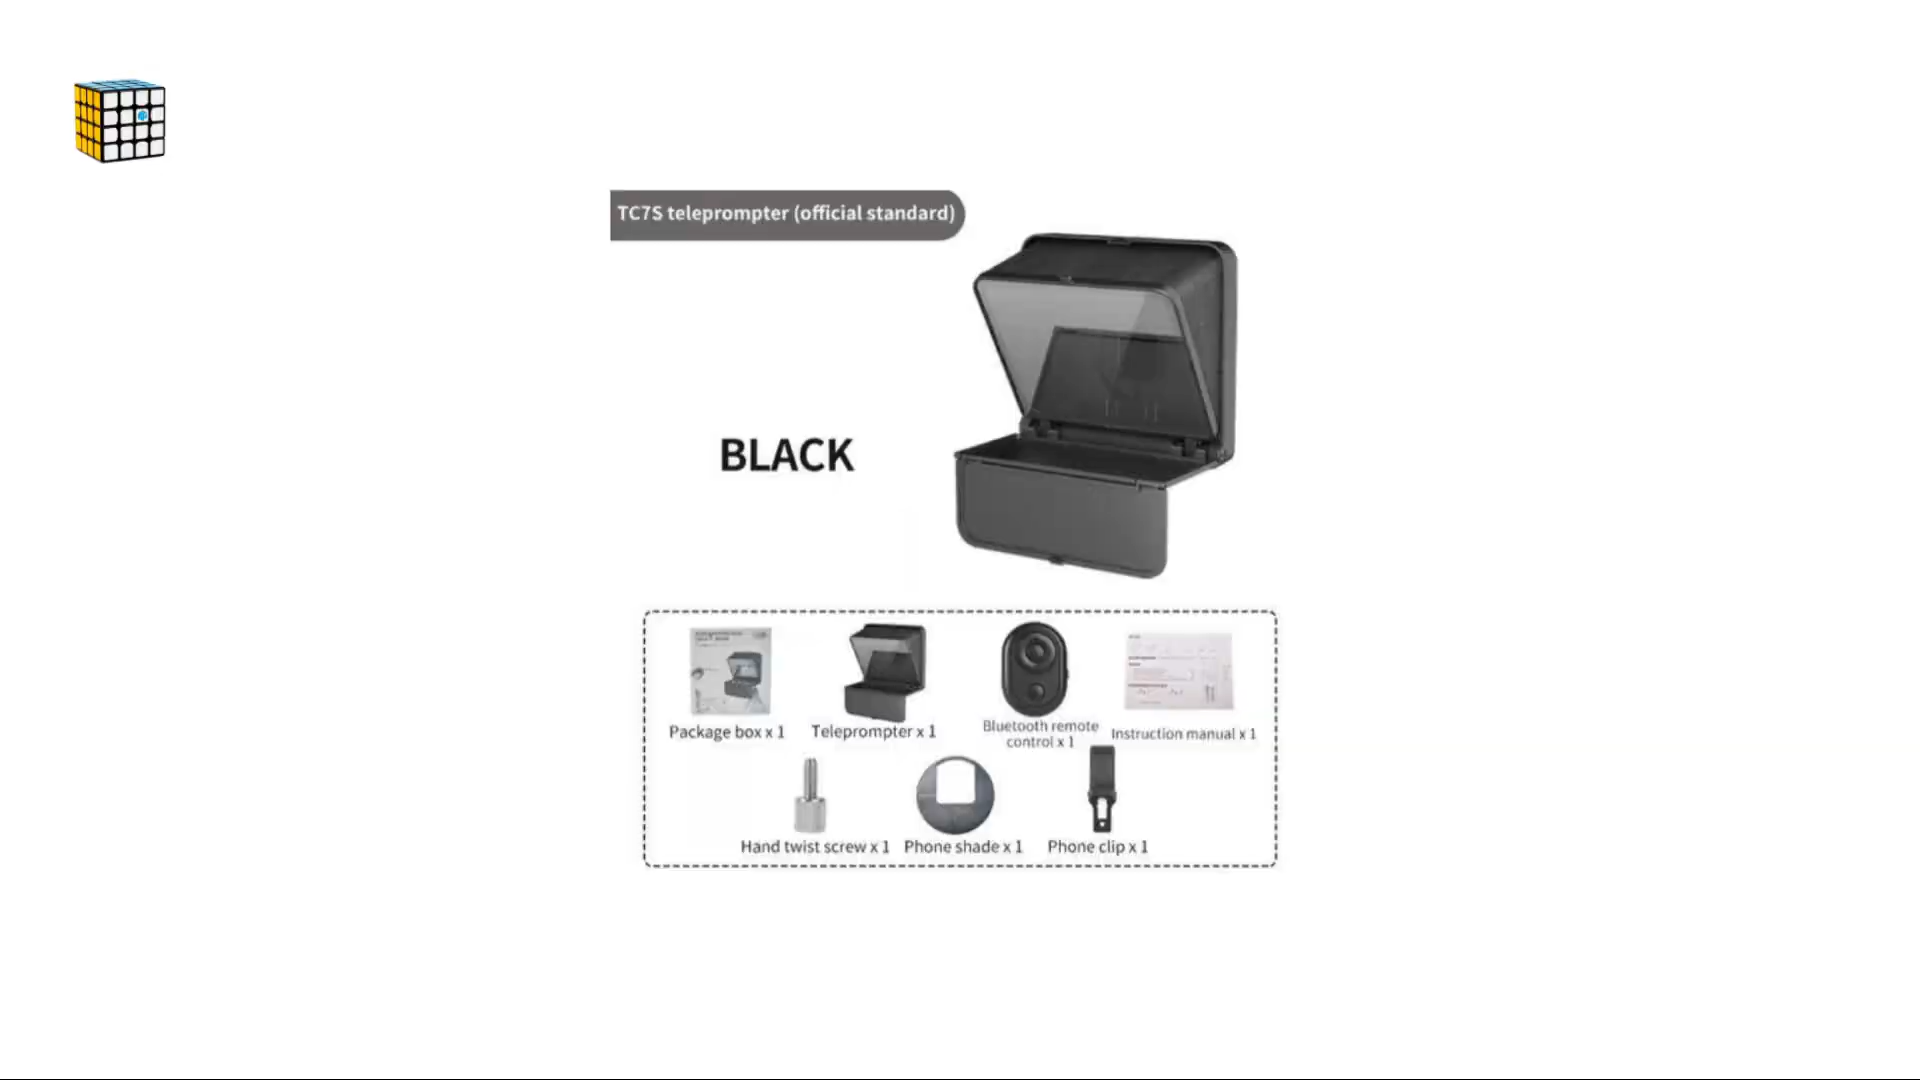 TC7S teleprompter (official standard)
BLACK
Package box x 1
Teleprompter x 1
Bluetooth remote
control x 1
Instruction manual x 1
Hand twist screw x 1
Phone shade x 1
Phone clip x 1